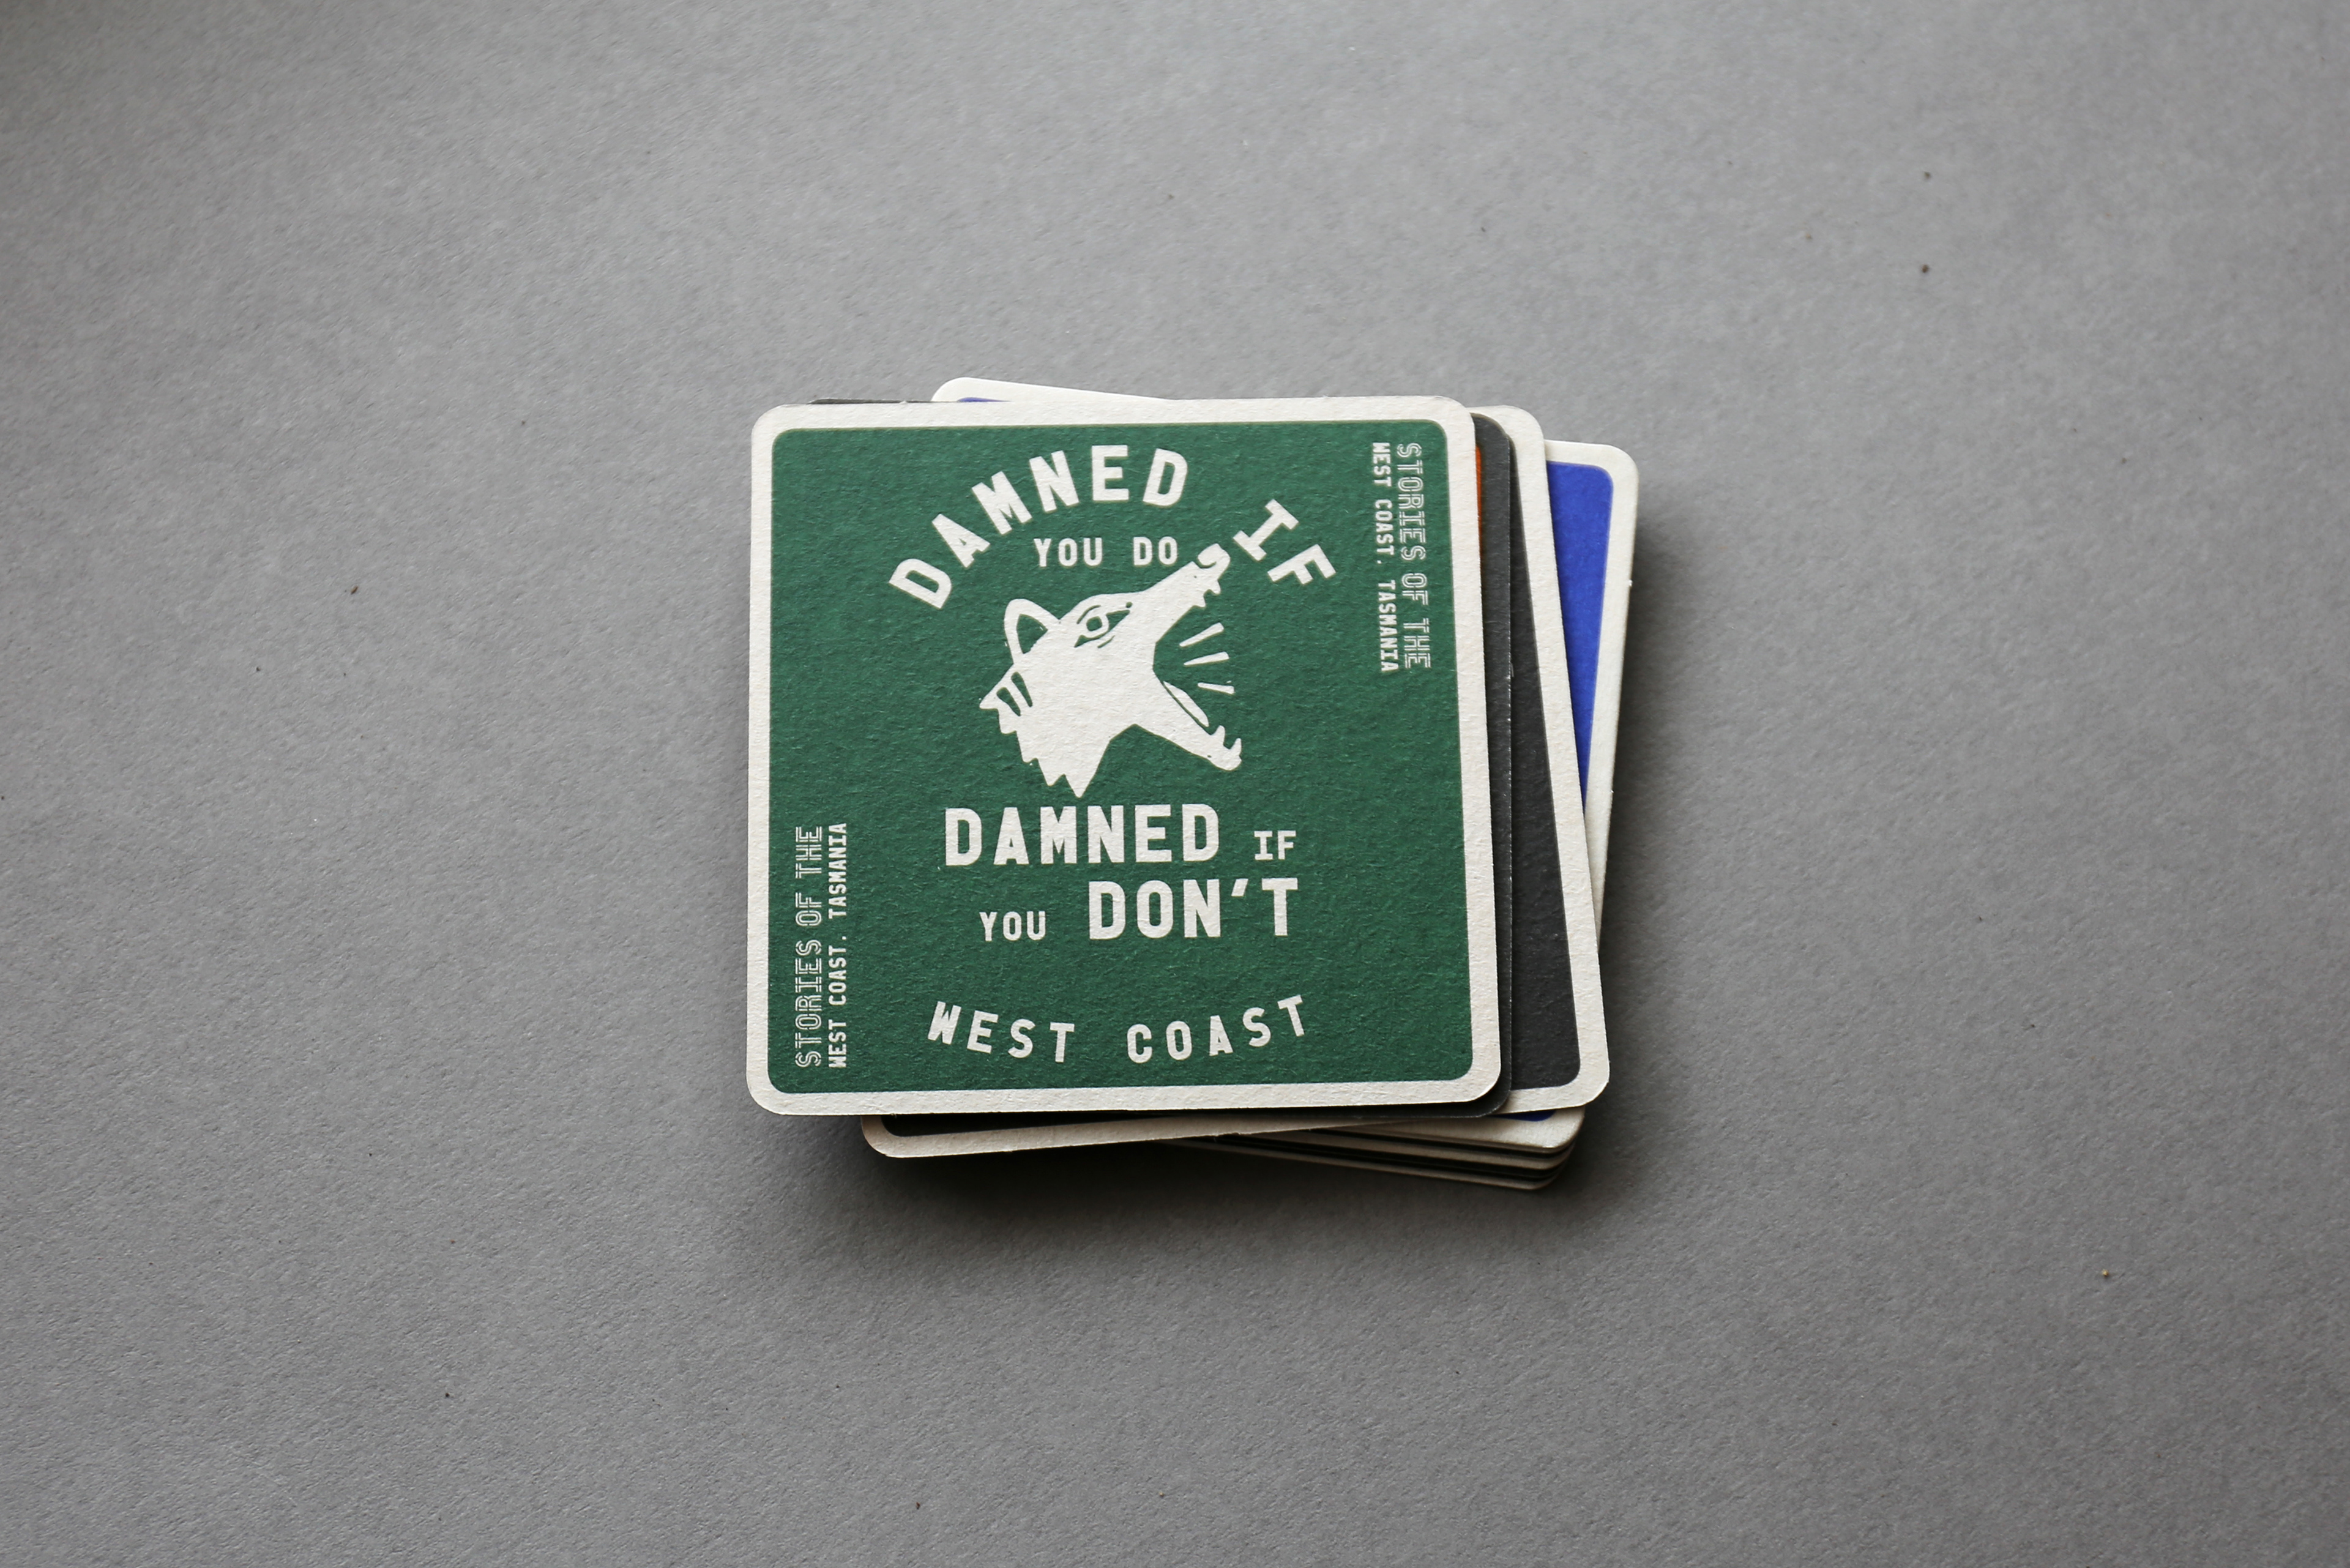 DAMNED IF
YOU DO
DAMNED IF
YOU DON'T
WEST COAST
STORIES OF THE
WEST COAST. TASMANIA
STORIES OF THE
WEST COAST. TASMANIA